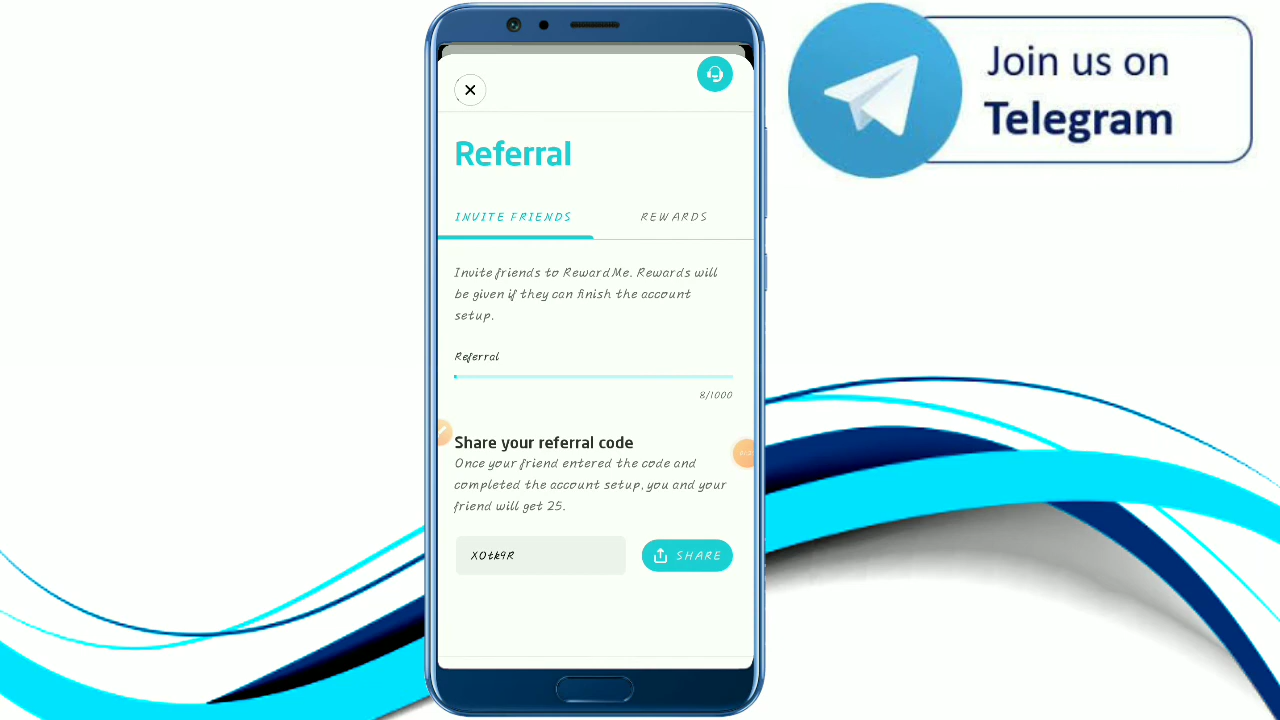 Join us on
Telegram
Referral
INVITE FRIENDS
REWARDS
Invite friends to RewardMe. Rewards will
be given if they can finish the account
setup.
Referral
8/1000
Share your referral code
Once your friend entered the code and
completed the account setup, you and your
friend will get 25.
XOtk9R
SHARE